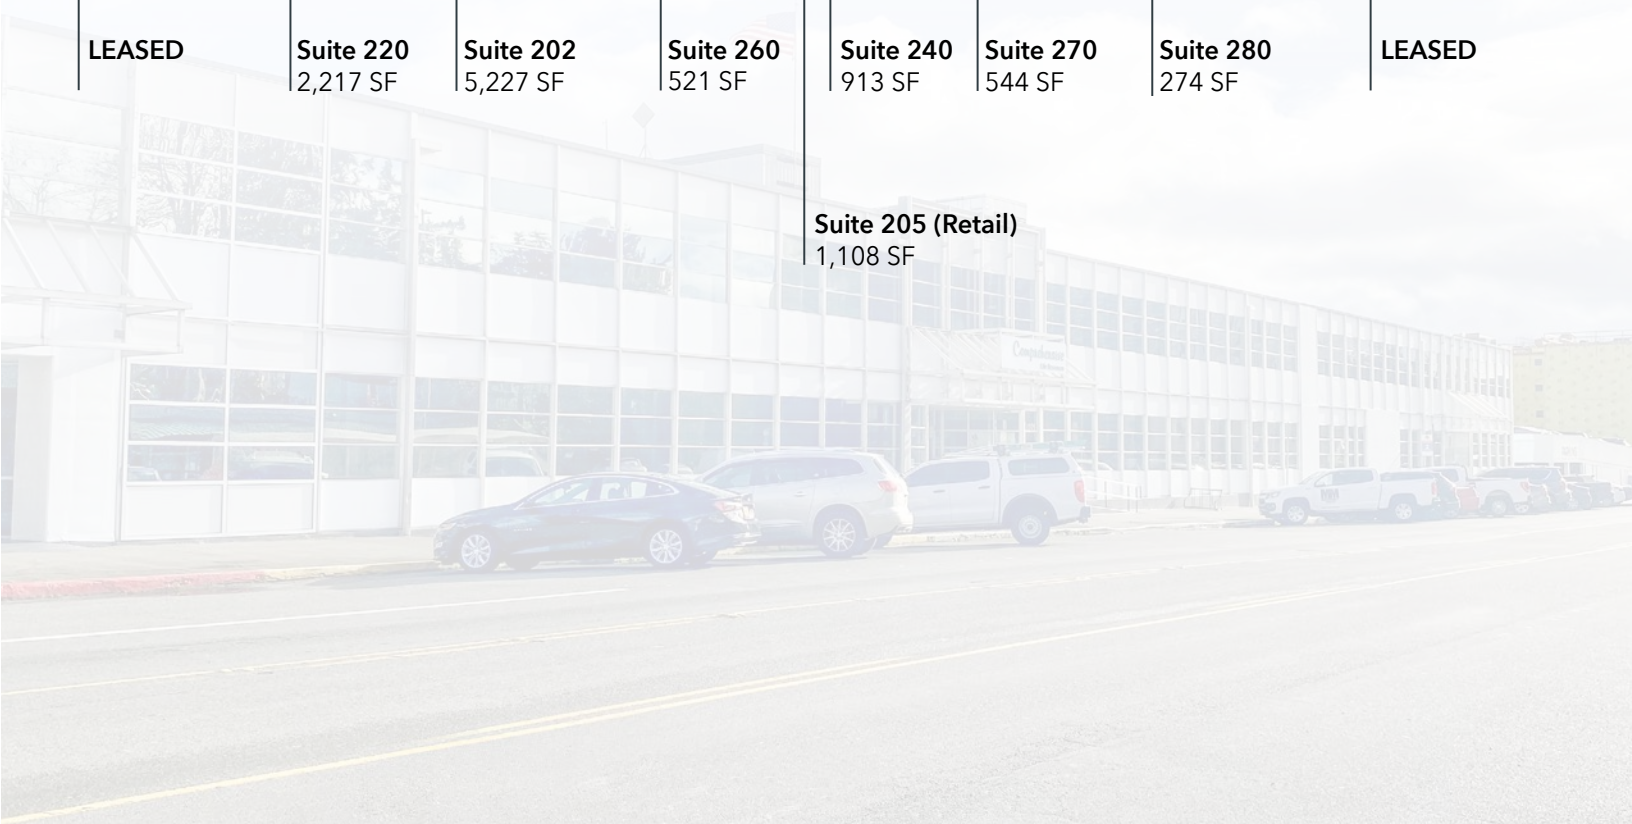 LEASED
Suite 220
2,217 SF
Suite 202
5,227 SF
Suite 260
521 SF
Suite 240
913 SF
Suite 270
544 SF
Suite 280
274 SF
LEASED
Suite 205 (Retail)
1,108 SF